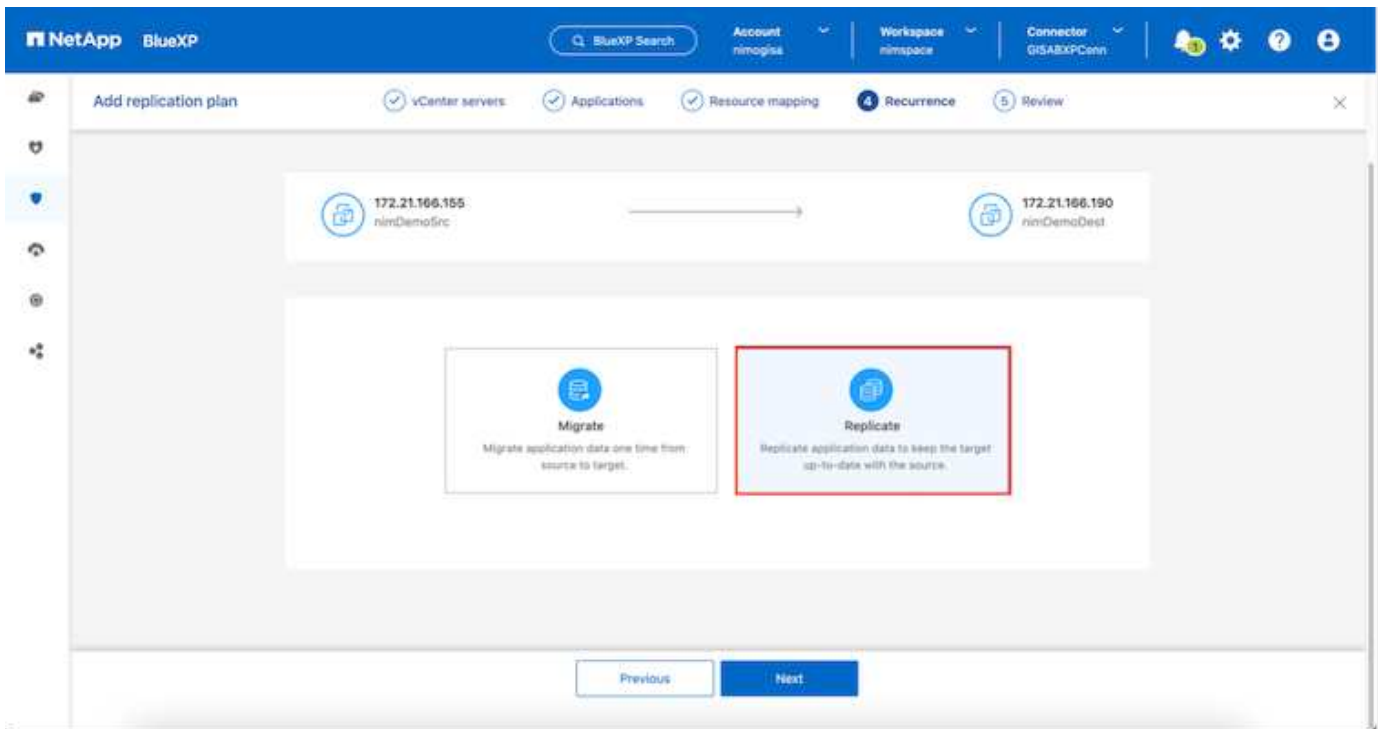 NetApp BlueXP
BlueXP Search
Account
nimogisa
Workspace
nimspace
Connector
GISABXPConn
1
Add replication plan
vCenter servers
Applications
Resource mapping
4 Recurrence
5 Review
172.21.166.155
nimDemoSrc
172.21.166.190
nimDemoDest
Migrate
Migrate application data one time from
source to target.
Replicate
Replicate application data to keep the target
up-to-date with the source.
Previous
Next